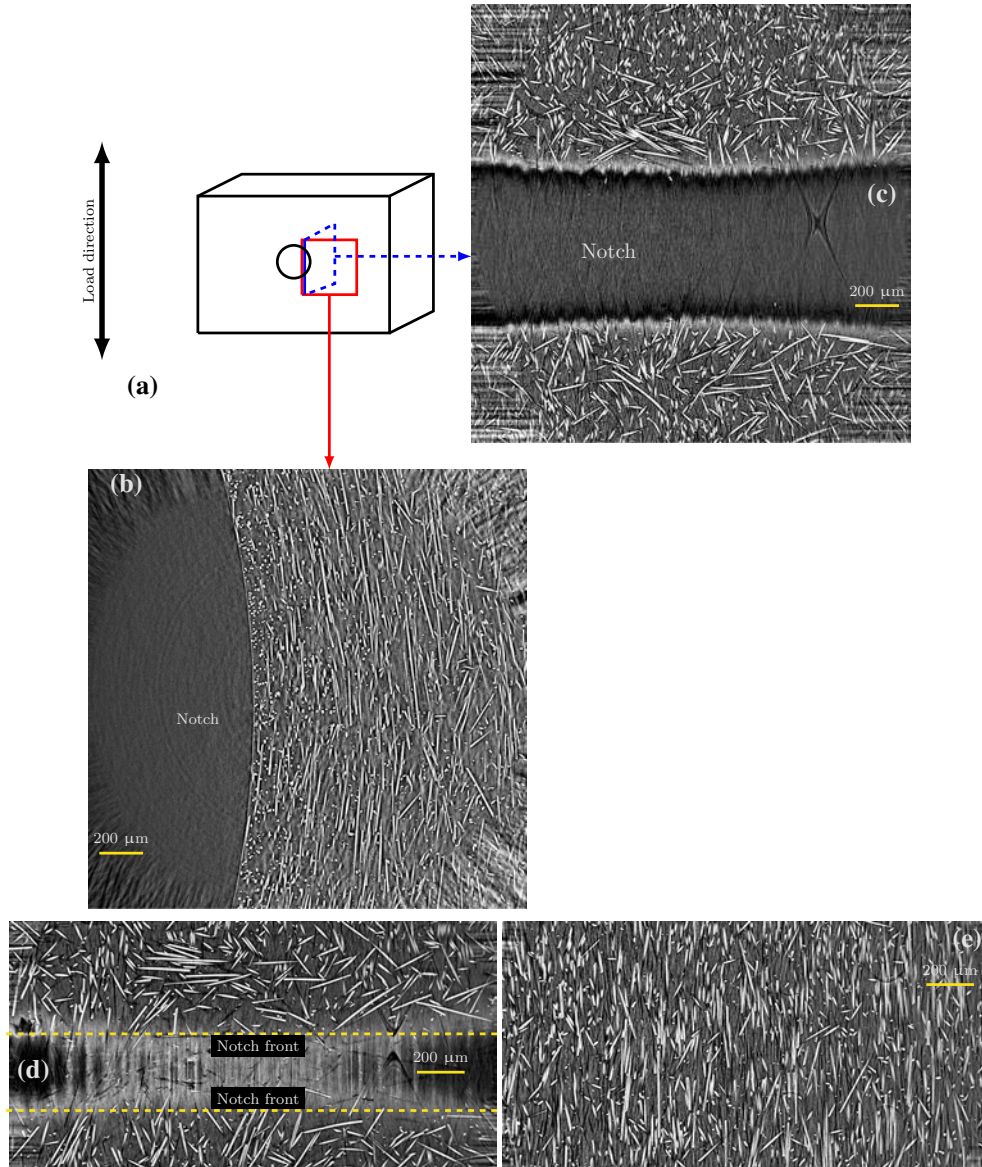 Load direction
(a)
(c)
Notch
200 μm
(b)
Notch
200 μm
(d)
Notch front
200 μm
Notch front
(e)
200 μm